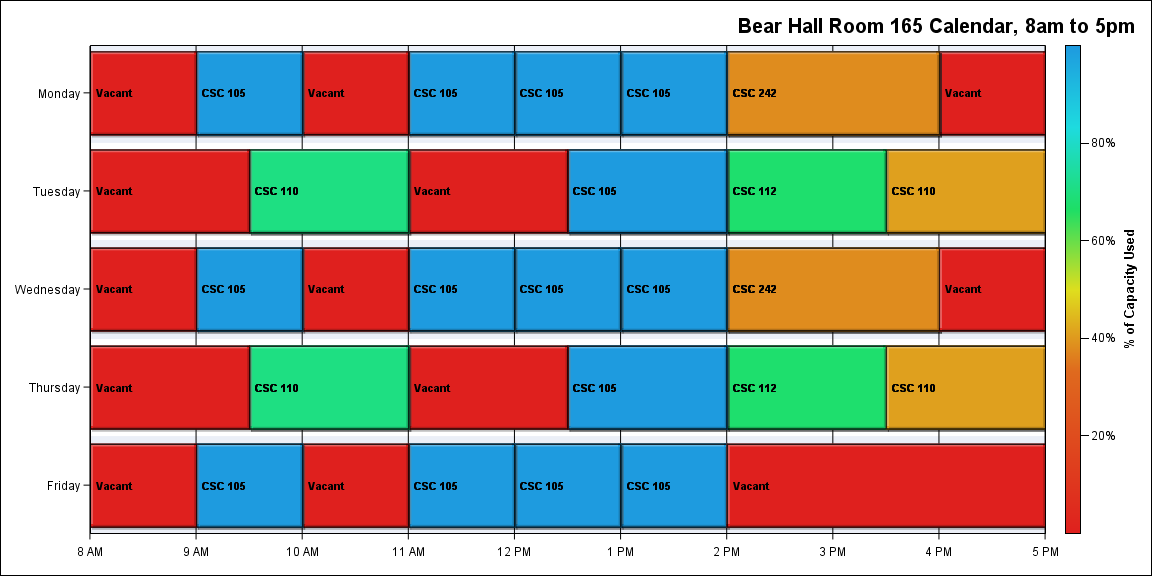 Bear Hall Room 165 Calendar, 8am to 5pm
Monday
Vacant
CSC 105
Vacant
CSC 105
CSC 105
CSC 105
CSC 242
Vacant
Tuesday
Vacant
CSC 110
Vacant
CSC 105
CSC 112
CSC 110
Wednesday
Vacant
CSC 105
Vacant
CSC 105
CSC 105
CSC 105
CSC 242
Vacant
Thursday
Vacant
CSC 110
Vacant
CSC 105
CSC 112
CSC 110
Friday
Vacant
CSC 105
Vacant
CSC 105
CSC 105
CSC 105
Vacant
8 AM
9 AM
10 AM
11 AM
12 PM
1 PM
2 PM
3 PM
4 PM
5 PM
80%
60%
40%
20%
% of Capacity Used